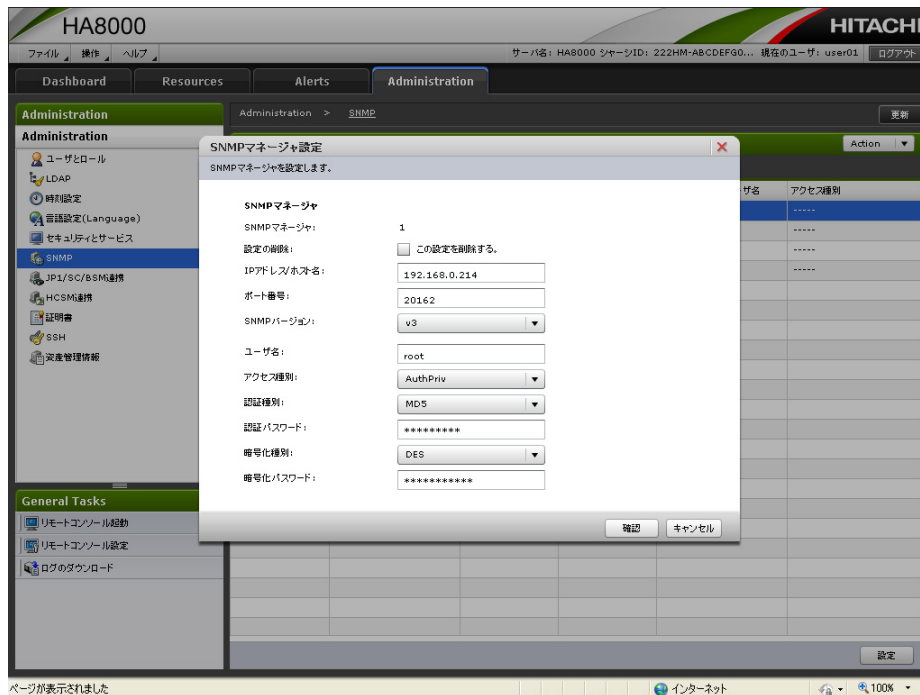 HA8000
HITACHI
ファイル 操作 ヘルプ
サーバ名: HA8000 シャーシID: 222HM-ABCDEFG0... 現在のユーザ: user01 ログアウト
Dashboard Resources Alerts Administration
Administration
Administration > SNMP
更新
Administration
Action
ユーザとロール
LDAP
時刻設定
言語設定(Language)
セキュリティとサービス
SNMP
JP1/SC/BSM連携
HCSM連携
証明書
SSH
資産管理情報
ザ名 アクセス種別
-----
-----
-----
-----
SNMPマネージャ設定
SNMPマネージャを設定します。
SNMPマネージャ
SNMPマネージャ: 1
設定の削除: この設定を削除する。
IPアドレス/ホスト名: 192.168.0.214
ポート番号: 20162
SNMPバージョン: v3
ユーザ名: root
アクセス種別: AuthPriv
認証種別: MD5
認証パスワード: *********
暗号化種別: DES
暗号化パスワード: ***********
確認 キャンセル
General Tasks
リモートコンソール起動
リモートコンソール設定
ログのダウンロード
設定
ページが表示されました インターネット 100%